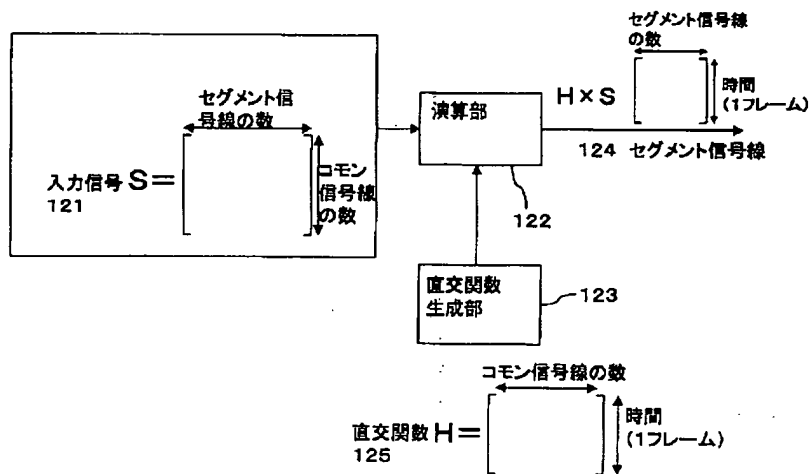 セグメント信号線
の数
時間
(1フレーム)
H×S
124 セグメント信号線
セグメント信
号線の数
入力信号 S=
121
コモン
信号線
の数
演算部
122
直交関数
生成部
123
コモン信号線の数
直交関数 H=
125
時間
(1フレーム)